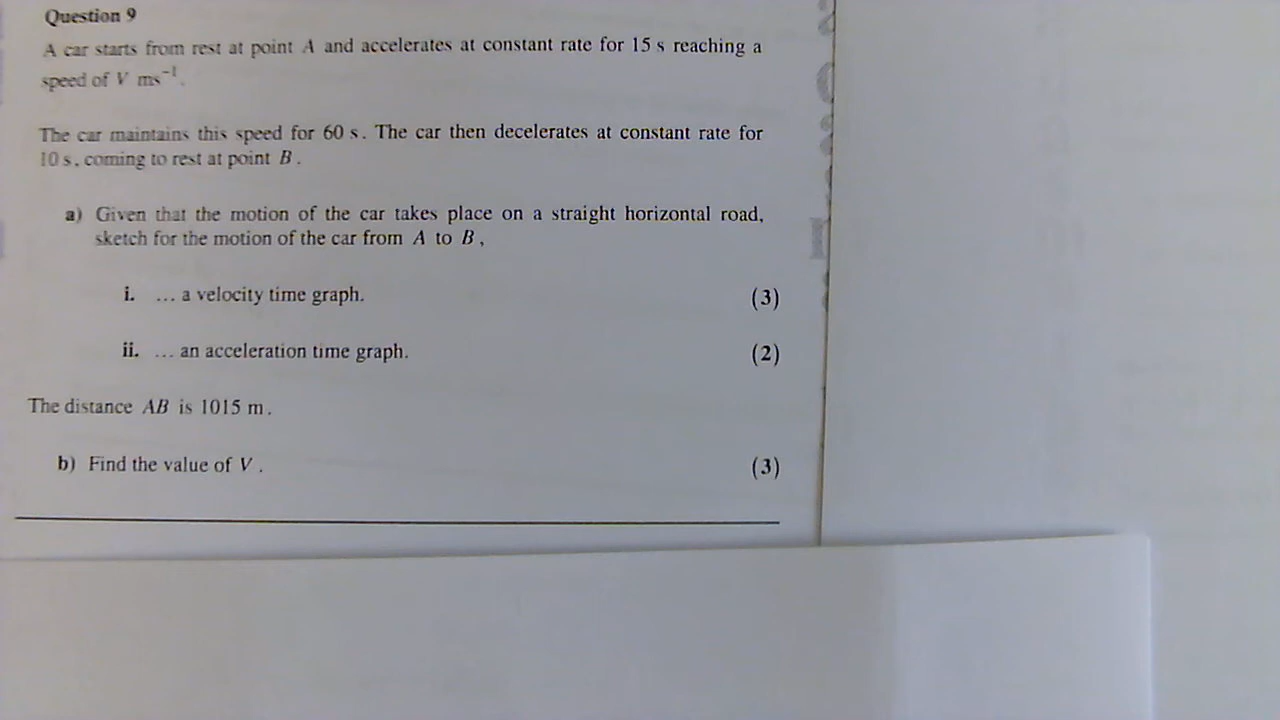 Question 9
A car starts from rest at point A and accelerates at constant rate for 15 s reaching a
speed of V ms⁻¹.
The car maintains this speed for 60 s. The car then decelerates at constant rate for
10 s, coming to rest at point B.
a) Given that the motion of the car takes place on a straight horizontal road,
sketch for the motion of the car from A to B,
i. … a velocity time graph. (3)
ii. … an acceleration time graph. (2)
The distance AB is 1015 m.
b) Find the value of V. (3)